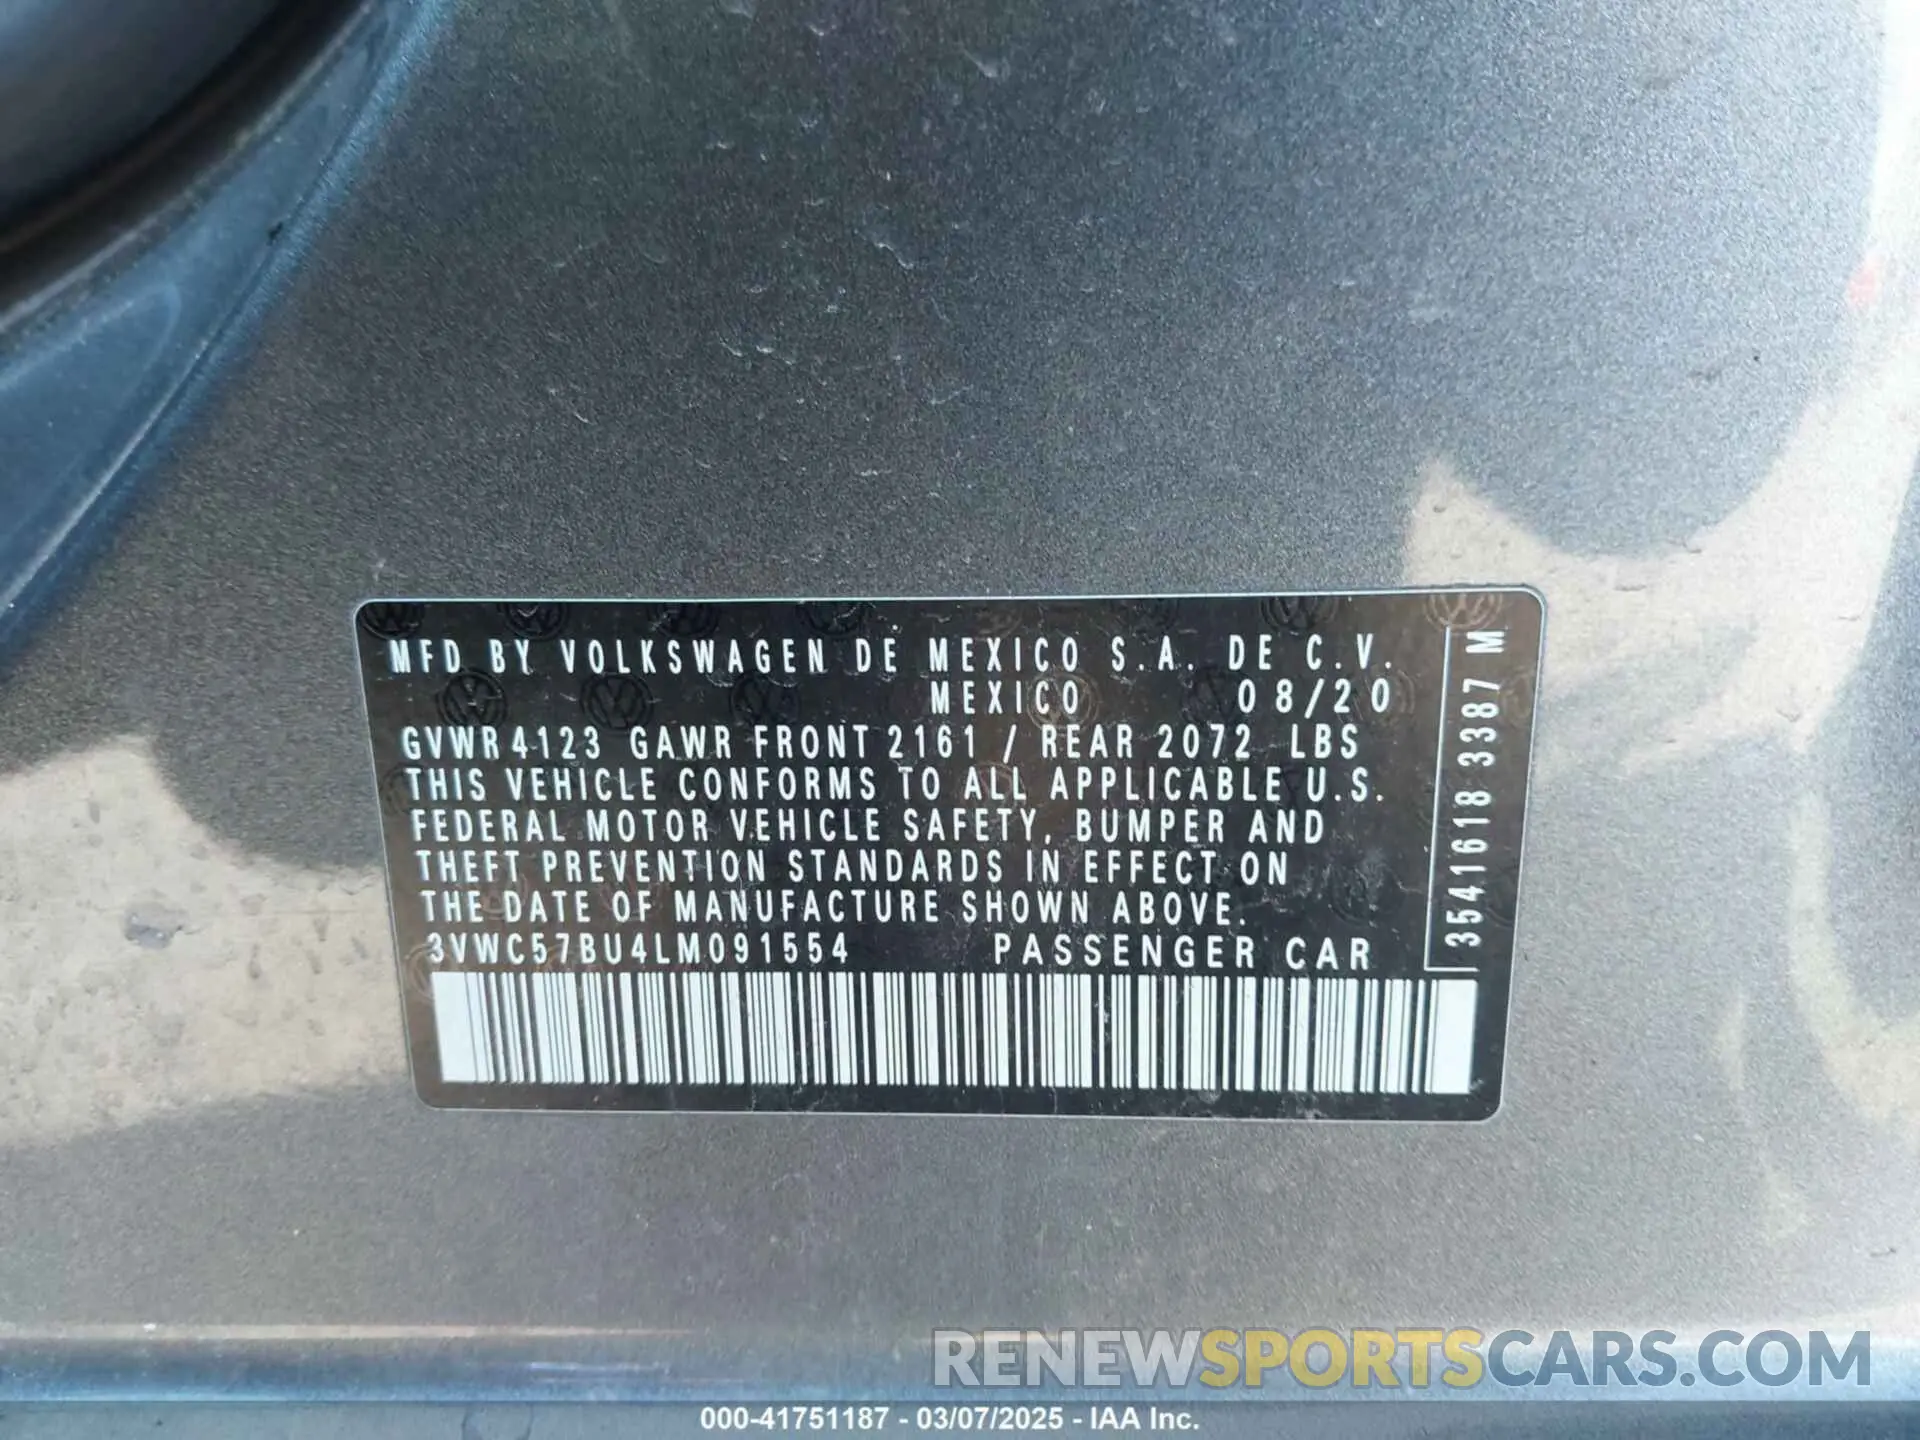 MFD BY VOLKSWAGEN DE MEXICO S.A. DE C.V.
MEXICO 08/20
GVWR 4123 GAWR FRONT 2161 / REAR 2072 LBS
THIS VEHICLE CONFORMS TO ALL APPLICABLE U.S.
FEDERAL MOTOR VEHICLE SAFETY, BUMPER AND
THEFT PREVENTION STANDARDS IN EFFECT ON
THE DATE OF MANUFACTURE SHOWN ABOVE.
3VWC57BU4LM091554 PASSENGER CAR
3541618 3387 M
RENEWSPORTSCARS.COM
000-41751187 - 03/07/2025 - IAA Inc.